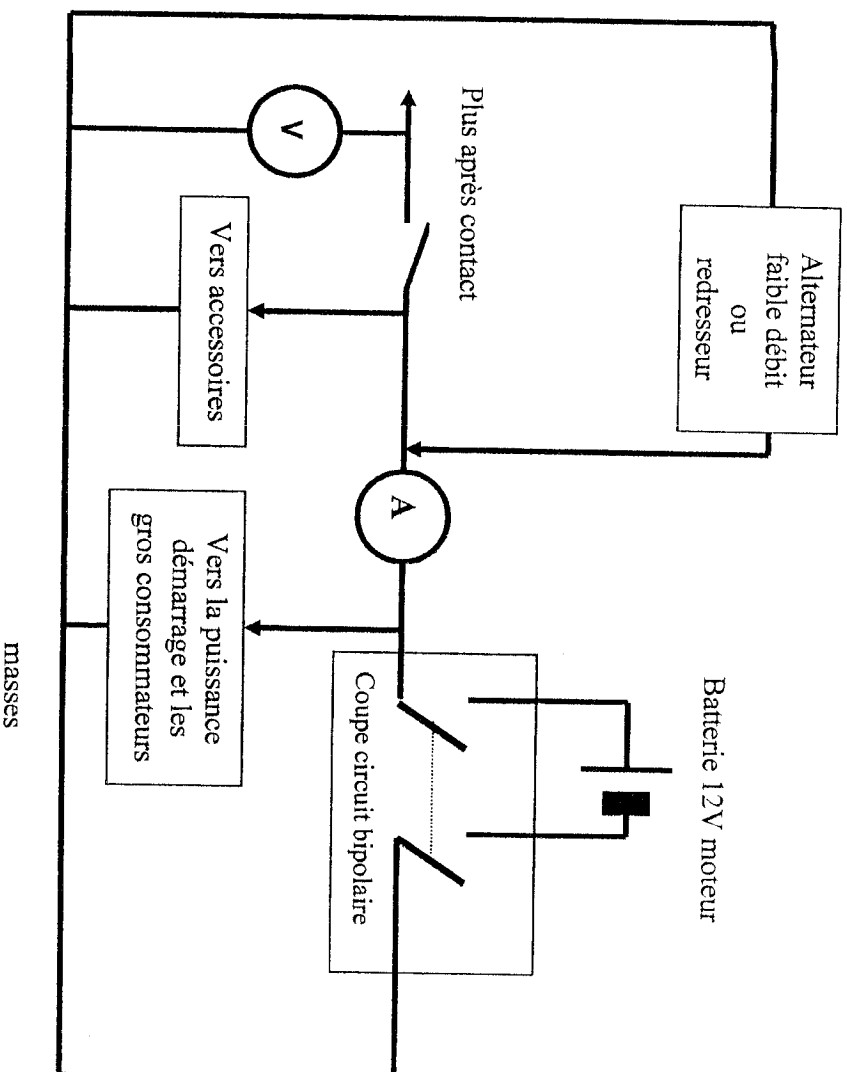 Batterie 12V moteur
Alternateur
faible débit
ou
redresseur
Plus après contact
A
Coupe circuit bipolaire
V
Vers accessoires
Vers la puissance
démarrage et les
gros consommateurs
masses